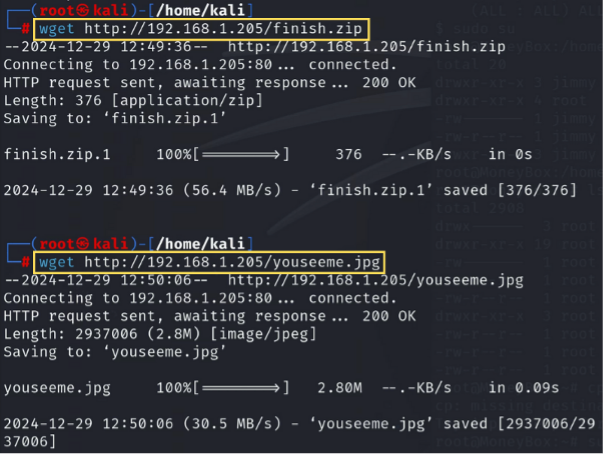 ┌──(root㉿kali)-[/home/kali]
└─# wget http://192.168.1.205/finish.zip
--2024-12-29 12:49:36--  http://192.168.1.205/finish.zip
Connecting to 192.168.1.205:80... connected.
HTTP request sent, awaiting response... 200 OK
Length: 376 [application/zip]
Saving to: ‘finish.zip.1’
finish.zip.1 100%[=======>] 376 --.-KB/s in 0s
2024-12-29 12:49:36 (56.4 MB/s) - ‘finish.zip.1’ saved [376/376]
┌──(root㉿kali)-[/home/kali]
└─# wget http://192.168.1.205/youseeme.jpg
--2024-12-29 12:50:06--  http://192.168.1.205/youseeme.jpg
Connecting to 192.168.1.205:80... connected.
HTTP request sent, awaiting response... 200 OK
Length: 2937006 (2.8M) [image/jpeg]
Saving to: ‘youseeme.jpg’
youseeme.jpg 100%[=======>] 2.80M --.-KB/s in 0.09s
2024-12-29 12:50:06 (30.5 MB/s) - ‘youseeme.jpg’ saved [2937006/29
37006]